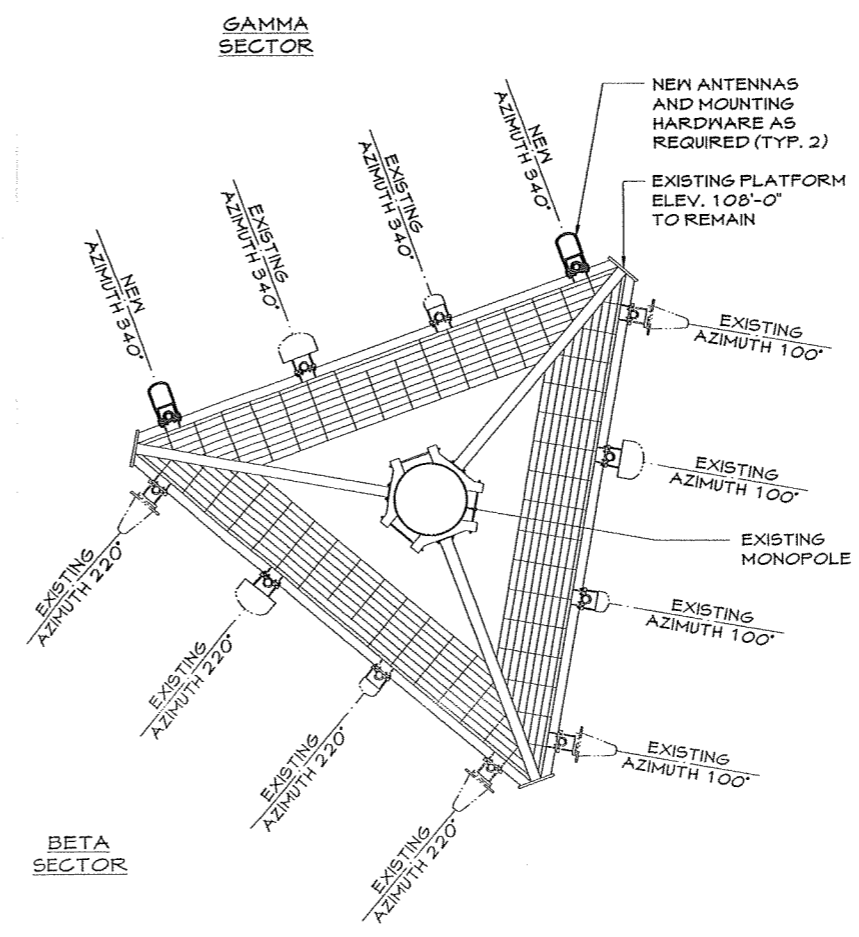 GAMMA
SECTOR
NEW ANTENNAS
AND MOUNTING
HARDWARE AS
REQUIRED (TYP. 2)
EXISTING PLATFORM
ELEV. 108'-0"
TO REMAIN
NEW
AZIMUTH 340°
EXISTING
AZIMUTH 340°
EXISTING
AZIMUTH 340°
NEW
AZIMUTH 340°
EXISTING
AZIMUTH 100°
EXISTING
AZIMUTH 100°
EXISTING
MONOPOLE
EXISTING
AZIMUTH 100°
EXISTING
AZIMUTH 100°
EXISTING
AZIMUTH 220°
EXISTING
AZIMUTH 220°
EXISTING
AZIMUTH 220°
EXISTING
AZIMUTH 220°
BETA
SECTOR